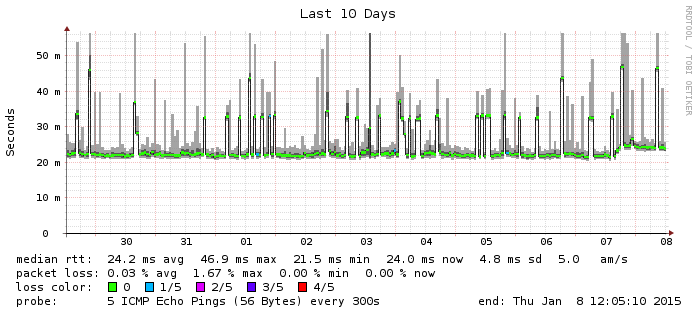 Last 10 Days
RRDTOOL / TOBI OETIKER
Seconds
50 m
40 m
30 m
20 m
10 m
0
30 31 01 02 03 04 05 06 07 08
median rtt: 24.2 ms avg 46.9 ms max 21.5 ms min 24.0 ms now 4.8 ms sd 5.0 am/s
packet loss: 0.03 % avg 1.67 % max 0.00 % min 0.00 % now
loss color: 0 1/5 2/5 3/5 4/5
probe: 5 ICMP Echo Pings (56 Bytes) every 300s end: Thu Jan 8 12:05:10 2015